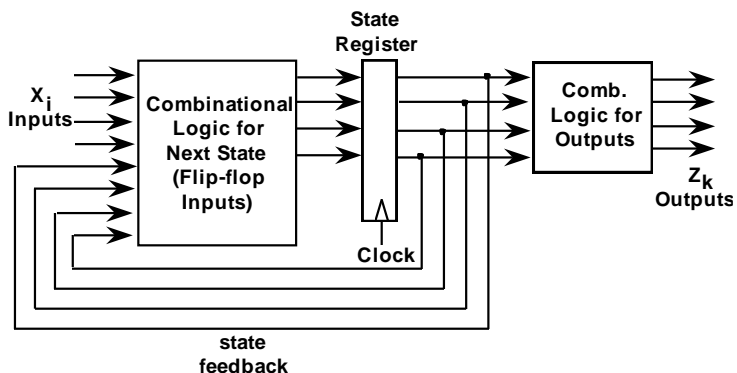 State
Register
X i
Inputs
Combinational
Logic for
Next State
(Flip-flop
Inputs)
Comb.
Logic for
Outputs
Z k
Outputs
Clock
state
feedback